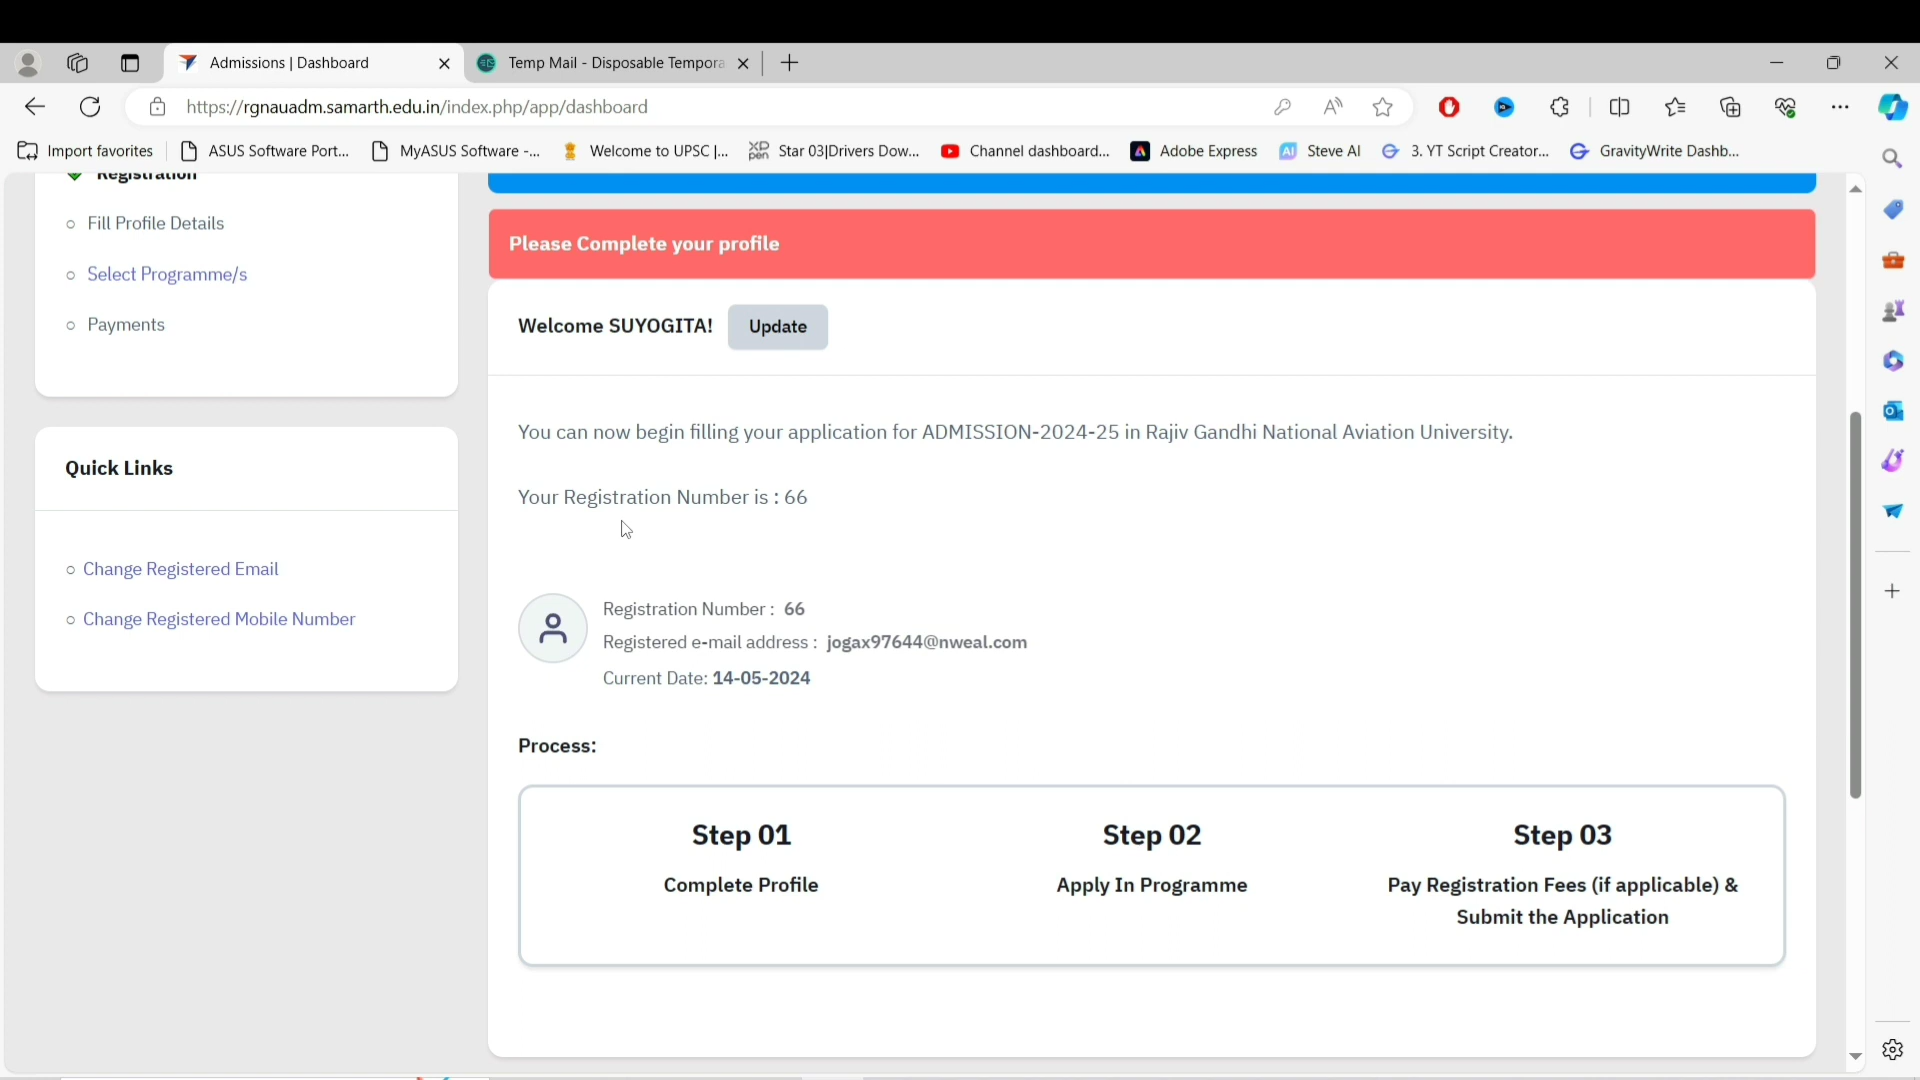 Admissions | Dashboard
Temp Mail - Disposable Tempora
https://rgnauadm.samarth.edu.in/index.php/app/dashboard
Import favorites
ASUS Software Port...
MyASUS Software -...
Welcome to UPSC |...
XP PEN
Star 03|Drivers Dow...
Channel dashboard...
Adobe Express
AI
Steve AI
3. YT Script Creator...
GravityWrite Dashb...
Registration
Fill Profile Details
Select Programme/s
Payments
Quick Links
Change Registered Email
Change Registered Mobile Number
Please Complete your profile
Welcome SUYOGITA!
Update
You can now begin filling your application for ADMISSION-2024-25 in Rajiv Gandhi National Aviation University.
Your Registration Number is : 66
Registration Number : 66
Registered e-mail address : jogax97644@nweal.com
Current Date: 14-05-2024
Process:
Step 01
Complete Profile
Step 02
Apply In Programme
Step 03
Pay Registration Fees (if applicable) &
Submit the Application